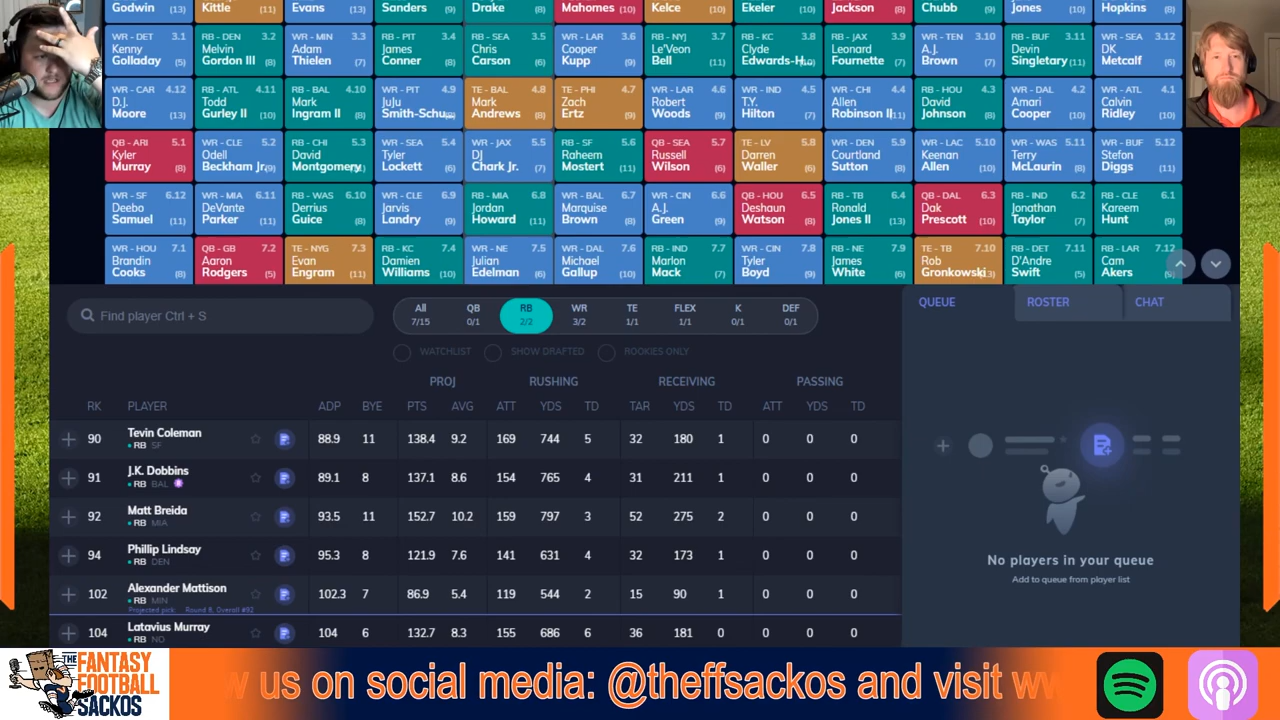 Godwin (13) Kittle (11) Evans (13) Sanders (9) Drake (8) Mahomes (10) Kelce (10) Ekeler (10) Jackson (8) Chubb (9) Jones (10) Hopkins (8)
WR - DET 3.1 RB - DEN 3.2 WR - MIN 3.3 RB - PIT 3.4 RB - SEA 3.5 WR - LAR 3.6 RB - NYJ 3.7 RB - KC 3.8 RB - JAX 3.9 WR - TEN 3.10 RB - BUF 3.11 WR - SEA 3.12
Kenny Melvin Adam James Chris Cooper Le'Veon Clyde Leonard A.J. Devin DK
Golladay (5) Gordon III (8) Thielen (7) Conner (8) Carson (6) Kupp (9) Bell (11) Edwards-H... Fournette (7) Brown (7) Singletary (11) Metcalf (6)
WR - CAR 4.12 RB - ATL 4.11 RB - BAL 4.10 WR - PIT 4.9 TE - BAL 4.8 TE - PHI 4.7 WR - LAR 4.6 WR - IND 4.5 WR - CHI 4.4 RB - HOU 4.3 WR - DAL 4.2 WR - ATL 4.1
D.J. Todd Mark JuJu Mark Zach Robert T.Y. Allen David Amari Calvin
Moore (13) Gurley II (10) Ingram II (8) Smith-Schu... Andrews (8) Ertz (9) Woods (9) Hilton (7) Robinson II (11) Johnson (8) Cooper (10) Ridley (10)
QB - ARI 5.1 WR - CLE 5.2 RB - CHI 5.3 WR - SEA 5.4 WR - JAX 5.5 RB - SF 5.6 QB - SEA 5.7 TE - LV 5.8 WR - DEN 5.9 WR - LAC 5.10 WR - WAS 5.11 WR - BUF 5.12
Kyler Odell David Tyler DJ Raheem Russell Darren Courtland Keenan Terry Stefon
Murray (8) Beckham Jr. (9) Montgomery Lockett (6) Chark Jr. (7) Mostert (11) Wilson (6) Waller (6) Sutton (8) Allen (10) McLaurin (8) Diggs (11)
WR - SF 6.12 WR - MIA 6.11 RB - WAS 6.10 WR - CLE 6.9 RB - MIA 6.8 WR - BAL 6.7 WR - CIN 6.6 QB - HOU 6.5 RB - TB 6.4 QB - DAL 6.3 RB - IND 6.2 RB - CLE 6.1
Deebo DeVante Derrius Jarvis Jordan Marquise A.J. Deshaun Ronald Dak Jonathan Kareem
Samuel (11) Parker (11) Guice (8) Landry (9) Howard (11) Brown (8) Green (9) Watson (8) Jones II (13) Prescott (10) Taylor (7) Hunt (9)
WR - HOU 7.1 QB - GB 7.2 TE - NYG 7.3 RB - KC 7.4 WR - NE 7.5 WR - DAL 7.6 RB - IND 7.7 WR - CIN 7.8 RB - NE 7.9 TE - TB 7.10 RB - DET 7.11 RB - LAR 7.12
Brandin Aaron Evan Damien Julian Michael Marlon Tyler James Rob D'Andre Cam
Cooks (8) Rodgers (5) Engram (11) Williams (10) Edelman (6) Gallup (10) Mack (7) Boyd (9) White (6) Gronkowski Swift (5) Akers
Find player Ctrl + S
All QB RB WR TE FLEX K DEF
7/15 0/1 2/2 3/2 1/1 1/1 0/1 0/1
QUEUE ROSTER CHAT
WATCHLIST SHOW DRAFTED ROOKIES ONLY
PROJ RUSHING RECEIVING PASSING
RK PLAYER ADP BYE PTS AVG ATT YDS TD TAR YDS TD ATT YDS TD
90 Tevin Coleman 88.9 11 138.4 9.2 169 744 5 32 180 1 0 0 0
RB SF
91 J.K. Dobbins 89.1 8 137.1 8.6 154 765 4 31 211 1 0 0 0
RB BAL R
92 Matt Breida 93.5 11 152.7 10.2 159 797 3 52 275 2 0 0 0
RB MIA
94 Phillip Lindsay 95.3 8 121.9 7.6 141 631 4 32 173 1 0 0 0
RB DEN
102 Alexander Mattison 102.3 7 86.9 5.4 119 544 2 15 90 1 0 0 0
RB MIN
Projected pick: Round 8, Overall #92
104 Latavius Murray 104 6 132.7 8.3 155 686 6 36 181 0 0 0 0
RB NO
No players in your queue
Add to queue from player list
THE FANTASY FOOTBALL SACKOS
w us on social media: @theffsackos and visit ww